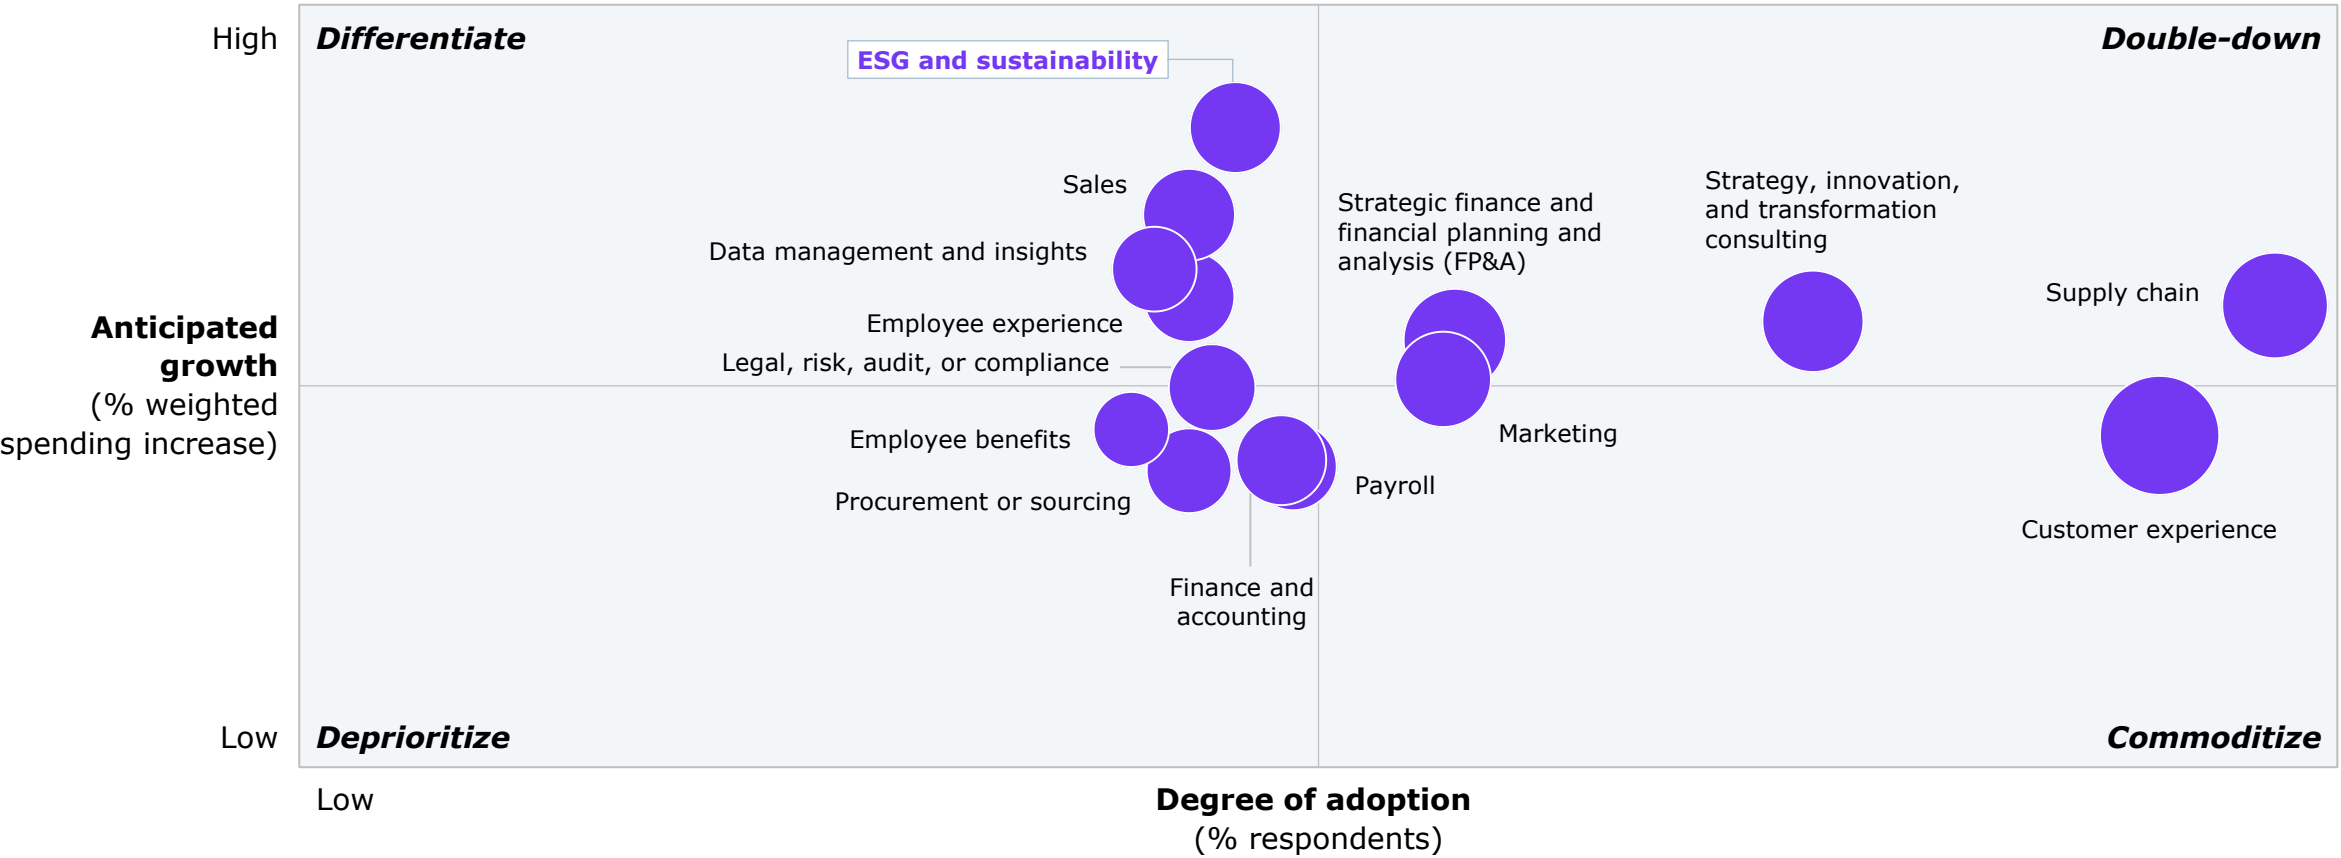 High
Differentiate
Double-down
ESG and sustainability
Sales
Strategy, innovation,
and transformation
consulting
Strategic finance and
financial planning and
analysis (FP&A)
Data management and insights
Supply chain
Employee experience
Anticipated
growth
(% weighted
spending increase)
Legal, risk, audit, or compliance
Employee benefits
Marketing
Procurement or sourcing
Payroll
Customer experience
Finance and
accounting
Low
Deprioritize
Commoditize
Low
Degree of adoption
(% respondents)